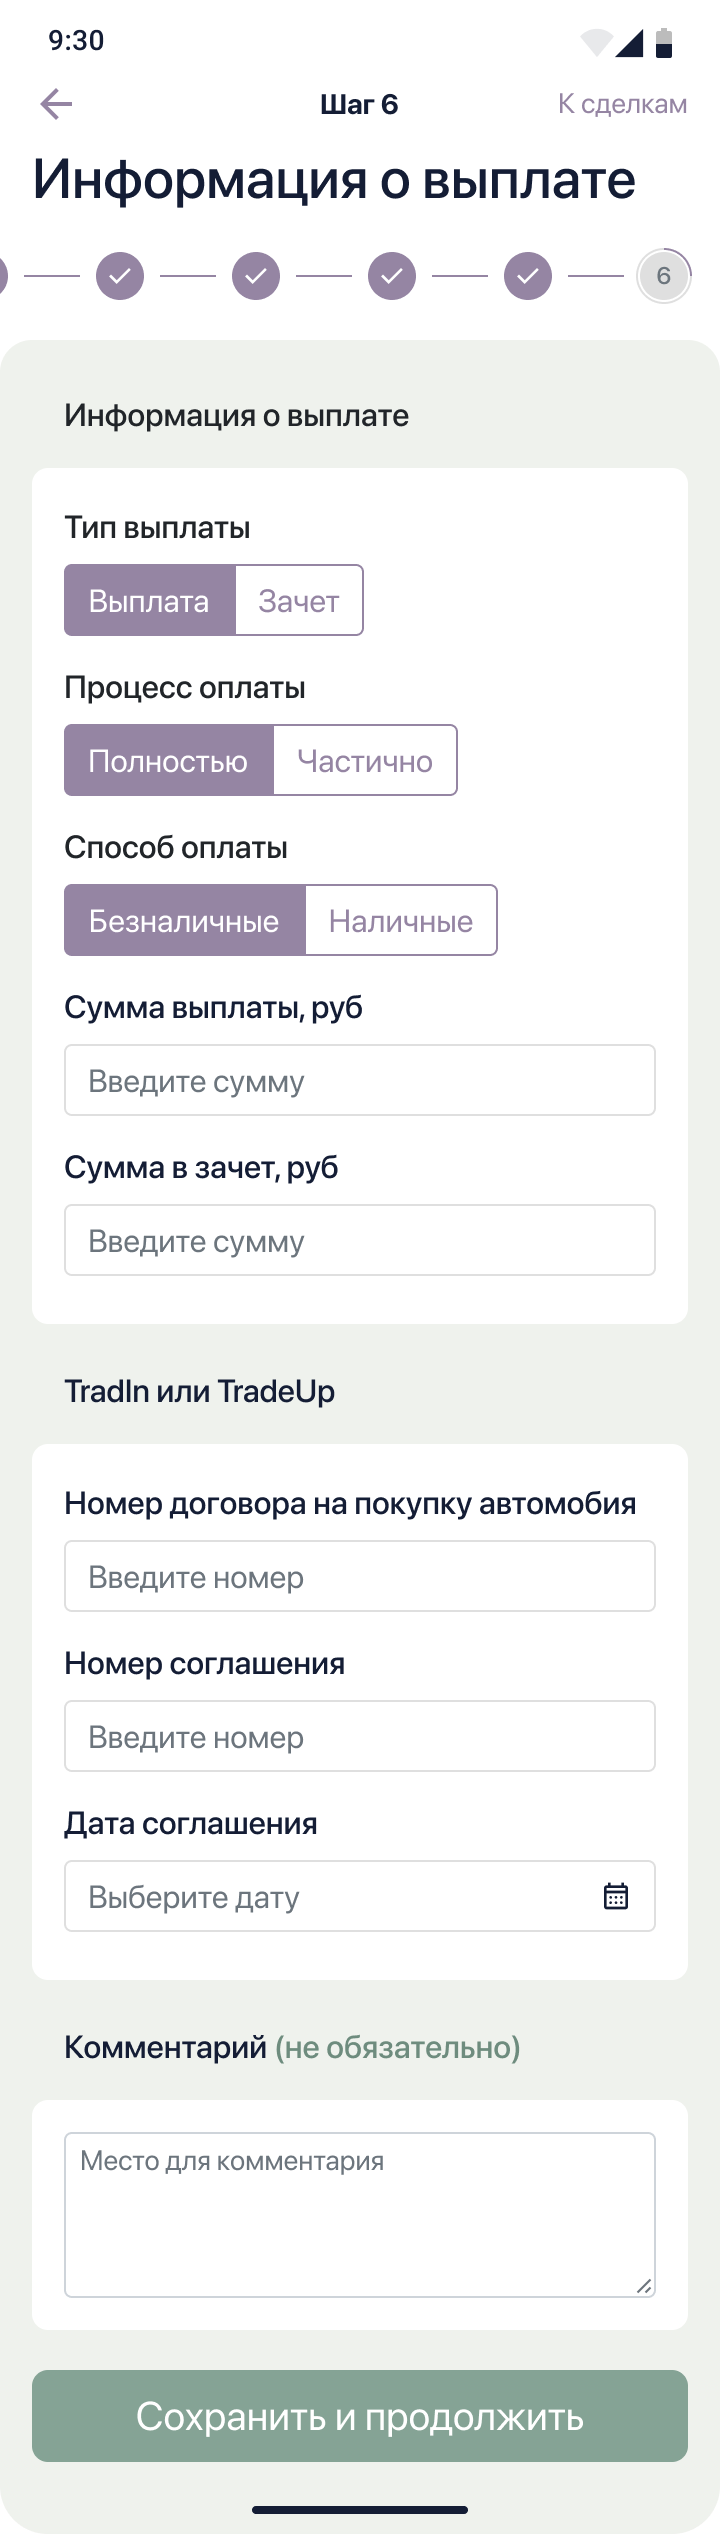 9:30
Шаг 6
К сделкам
Информация о выплате
6
Информация о выплате
Тип выплаты
Выплата
Зачет
Процесс оплаты
Полностью
Частично
Способ оплаты
Безналичные
Наличные
Сумма выплаты, руб
Введите сумму
Сумма в зачет, руб
Введите сумму
TradIn или TradeUp
Номер договора на покупку автомобия
Введите номер
Номер соглашения
Введите номер
Дата соглашения
Выберите дату
Комментарий (не обязательно)
Место для комментария
Сохранить и продолжить